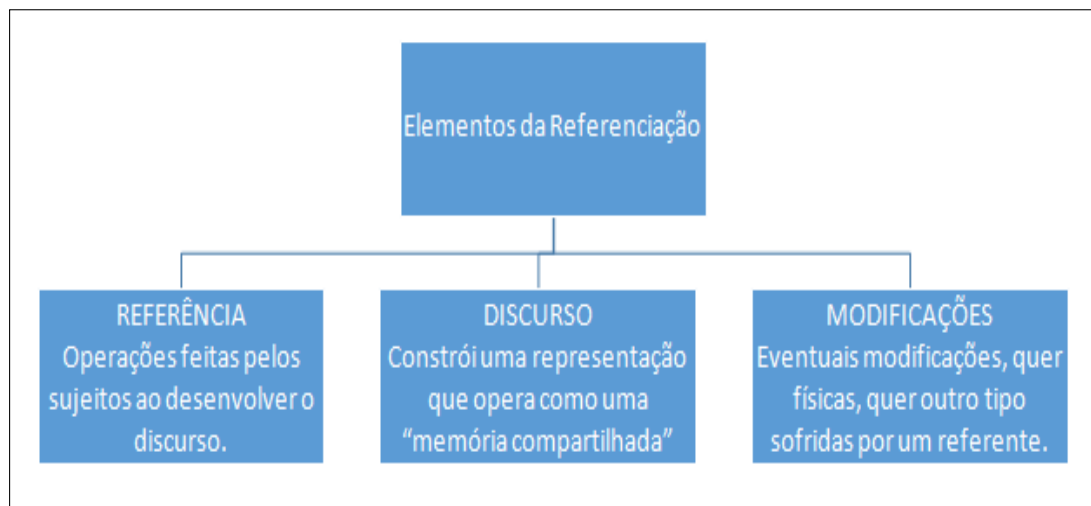 Elementos da Referenciação
REFERÊNCIA
Operações feitas pelos
sujeitos ao desenvolver o
discurso.
DISCURSO
Constrói uma representação
que opera como uma
“memória compartilhada”
MODIFICAÇÕES
Eventuais modificações, quer
físicas, quer outro tipo
sofridas por um referente.